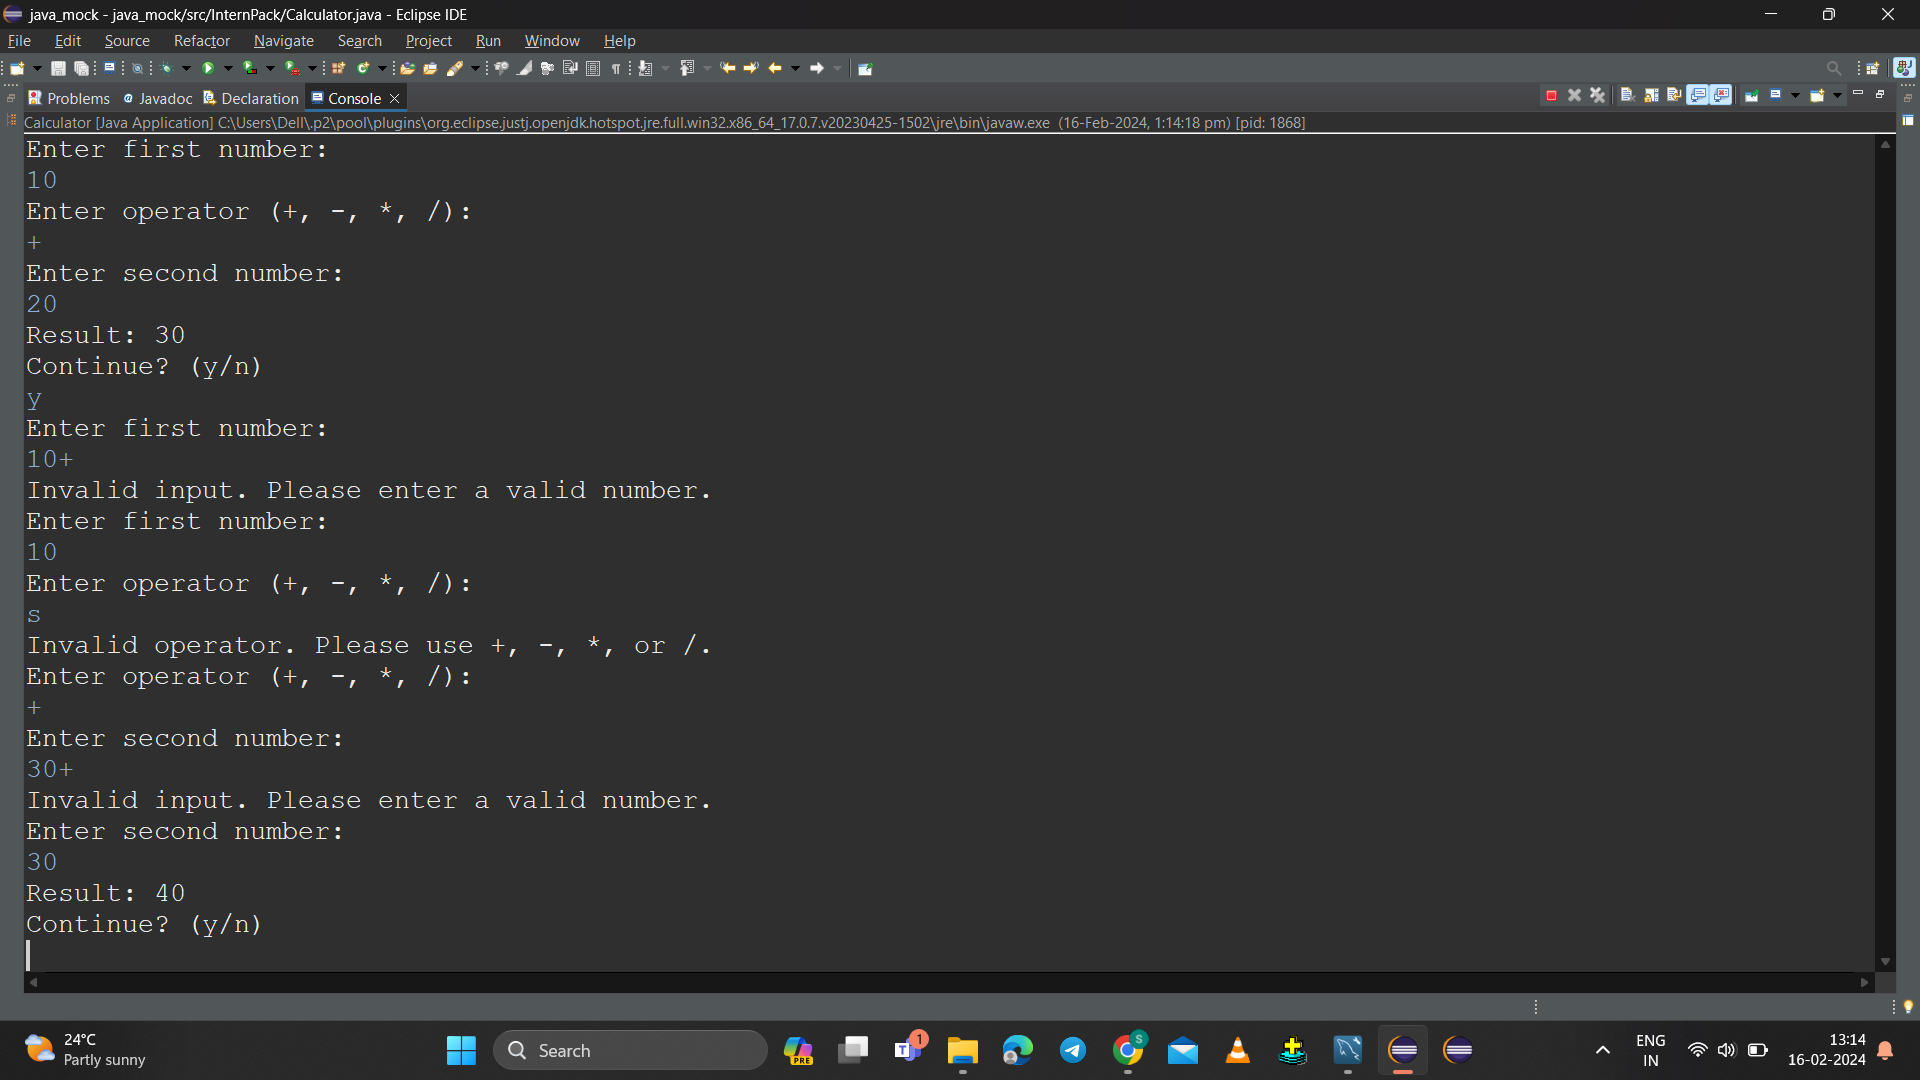 java_mock - java_mock/src/InternPack/Calculator.java - Eclipse IDE
File Edit Source Refactor Navigate Search Project Run Window Help
Problems Javadoc Declaration Console
Calculator [Java Application] C:\Users\Dell\.p2\pool\plugins\org.eclipse.justj.openjdk.hotspot.jre.full.win32.x86_64_17.0.7.v20230425-1502\jre\bin\javaw.exe (16-Feb-2024, 1:14:18 pm) [pid: 1868]
Enter first number:
10
Enter operator (+, -, *, /):
+
Enter second number:
20
Result: 30
Continue? (y/n)
y
Enter first number:
10+
Invalid input. Please enter a valid number.
Enter first number:
10
Enter operator (+, -, *, /):
s
Invalid operator. Please use +, -, *, or /.
Enter operator (+, -, *, /):
+
Enter second number:
30+
Invalid input. Please enter a valid number.
Enter second number:
30
Result: 40
Continue? (y/n)
24°C
Partly sunny
Search
PRE
T
1
S
ENG
IN
13:14
16-02-2024